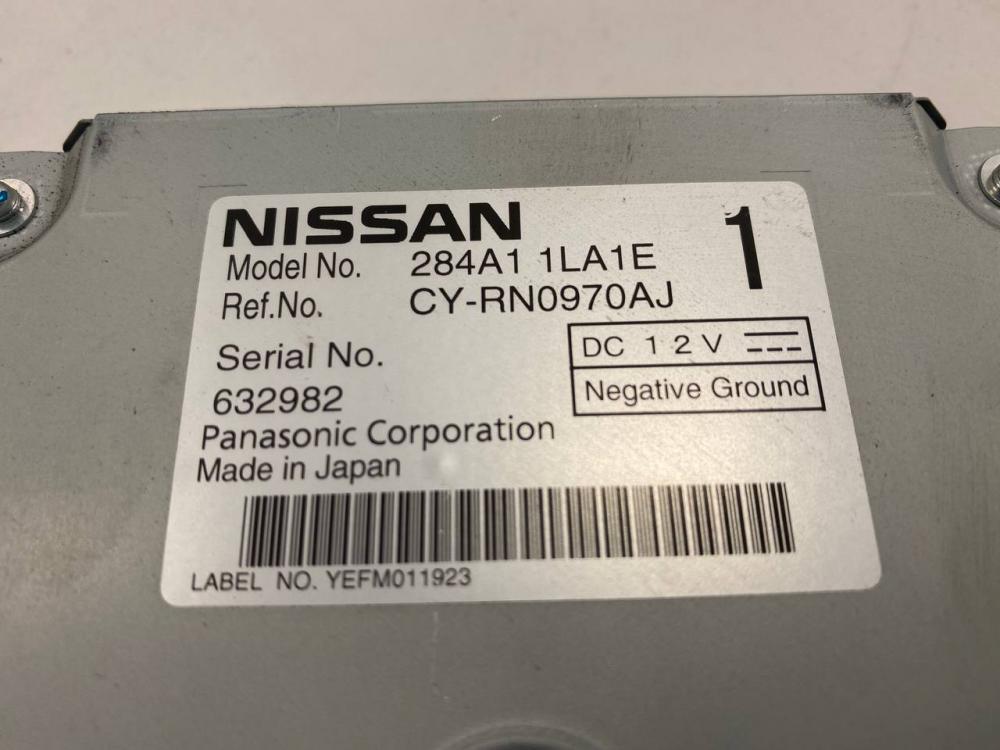 NISSAN 1
Model No. 284A1 1LA1E
Ref.No. CY-RN0970AJ
Serial No.
632982
DC 12V
Negative Ground
Panasonic Corporation
Made in Japan
LABEL NO. YEFM011923